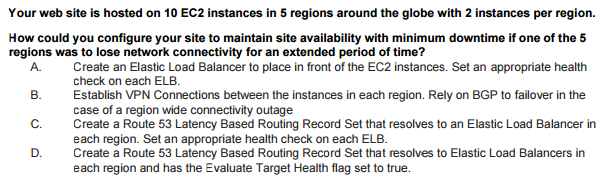 Your web site is hosted on 10 EC2 instances in 5 regions around the globe with 2 instances per region.
How could you configure your site to maintain site availability with minimum downtime if one of the 5
regions was to lose network connectivity for an extended period of time?
A. Create an Elastic Load Balancer to place in front of the EC2 instances. Set an appropriate health
check on each ELB.
B. Establish VPN Connections between the instances in each region. Rely on BGP to failover in the
case of a region wide connectivity outage
C. Create a Route 53 Latency Based Routing Record Set that resolves to an Elastic Load Balancer in
each region. Set an appropriate health check on each ELB.
D. Create a Route 53 Latency Based Routing Record Set that resolves to Elastic Load Balancers in
each region and has the Evaluate Target Health flag set to true.